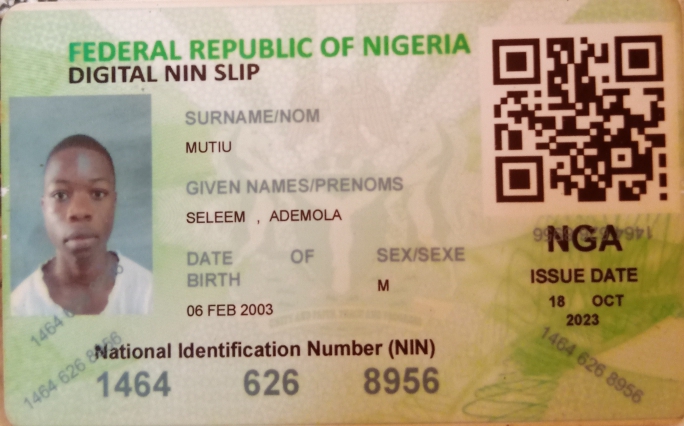 FEDERAL REPUBLIC OF NIGERIA
DIGITAL NIN SLIP
SURNAME/NOM
MUTIU
GIVEN NAMES/PRENOMS
SELEEM , ADEMOLA
DATE OF BIRTH
06 FEB 2003
SEX/SEXE
M
NGA
ISSUE DATE
18 OCT
2023
National Identification Number (NIN)
1464 626 8956
1464 626 8956
1464 626 8956
1464 626 8956